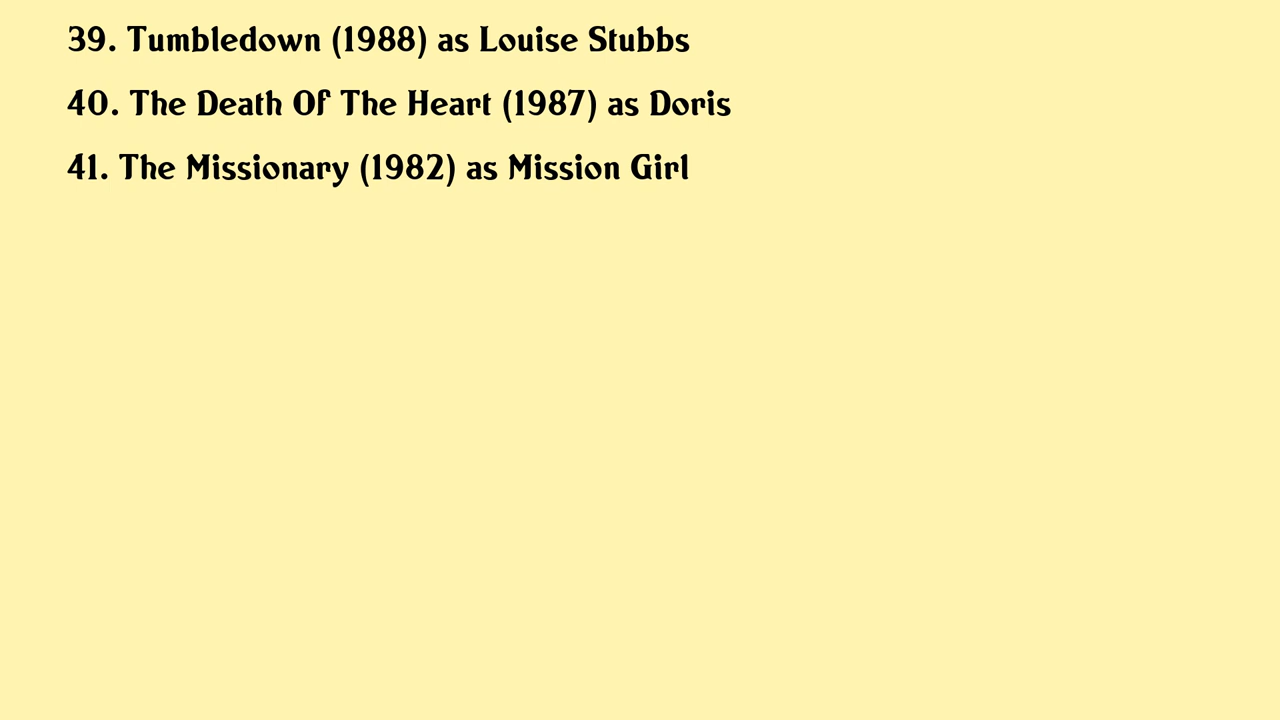 39. Tumbledown (1988) as Louise Stubbs
40. The Death Of The Heart (1987) as Doris
41. The Missionary (1982) as Mission Girl